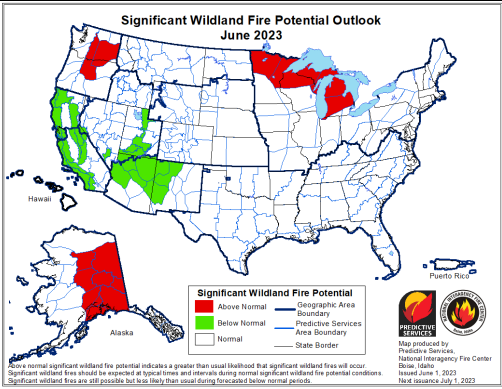 Significant Wildland Fire Potential Outlook
June 2023
Hawaii
Alaska
Puerto Rico
Significant Wildland Fire Potential
Above Normal
Below Normal
Normal
Geographic Area
Boundary
Predictive Services
Area Boundary
State Border
PREDICTIVE
SERVICES
Map produced by
Predictive Services,
National Interagency Fire Center
Boise, Idaho
Issued June 1, 2023
Next issuance July 1, 2023
Above normal significant wildland fire potential indicates a greater than usual likelihood that significant wildland fires will occur.
Significant wildland fires should be expected at typical times and intervals during normal significant wildland fire potential conditions.
Significant wildland fires are still possible but less likely than usual during forecasted below normal periods.